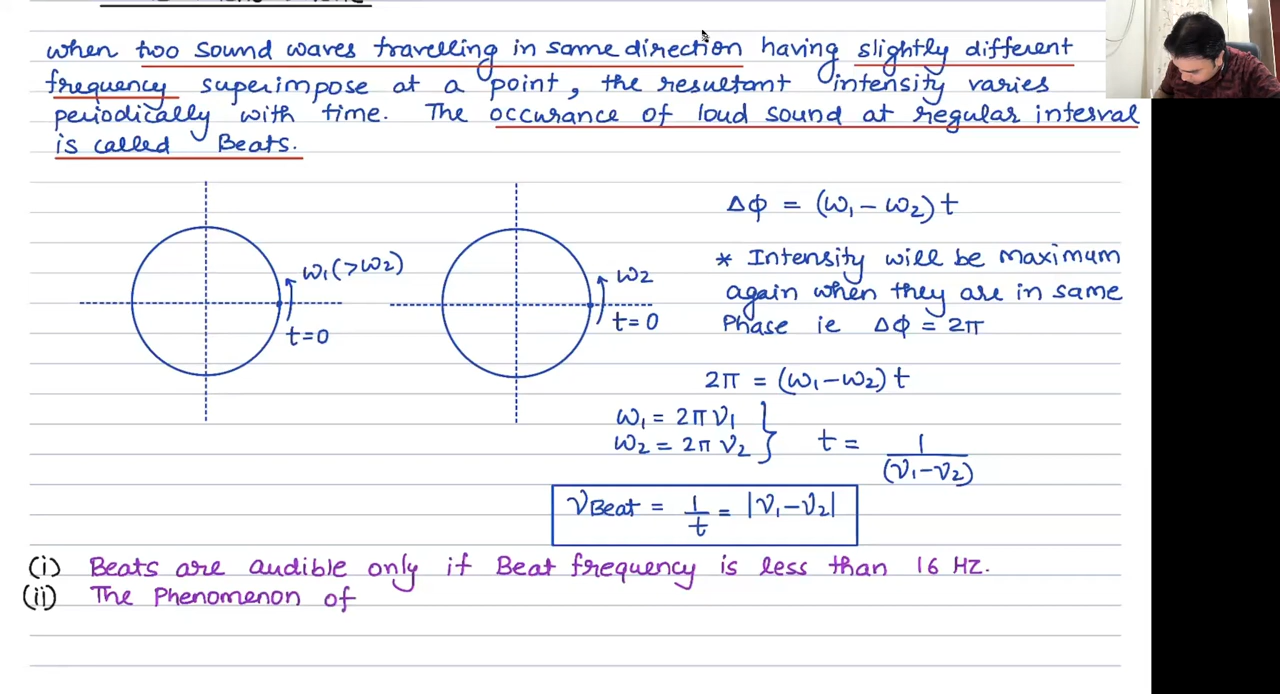 when two sound waves travelling in same direction having slightly different
frequency superimpose at a point, the resultant intensity varies
periodically with time. The occurance of loud sound at regular interval
is called Beats.
Δφ = (ω₁ − ω₂) t
ω₁ (>ω₂)
t=0
ω₂
t=0
* Intensity will be maximum
again when they are in same
Phase ie Δφ = 2π
2π = (ω₁−ω₂) t
ω₁ = 2π ν₁
ω₂ = 2π ν₂
t = 1/(ν₁−ν₂)
νBeat = 1/t = |ν₁−ν₂|
(i) Beats are audible only if Beat frequency is less than 16 HZ.
(ii) The Phenomenon of